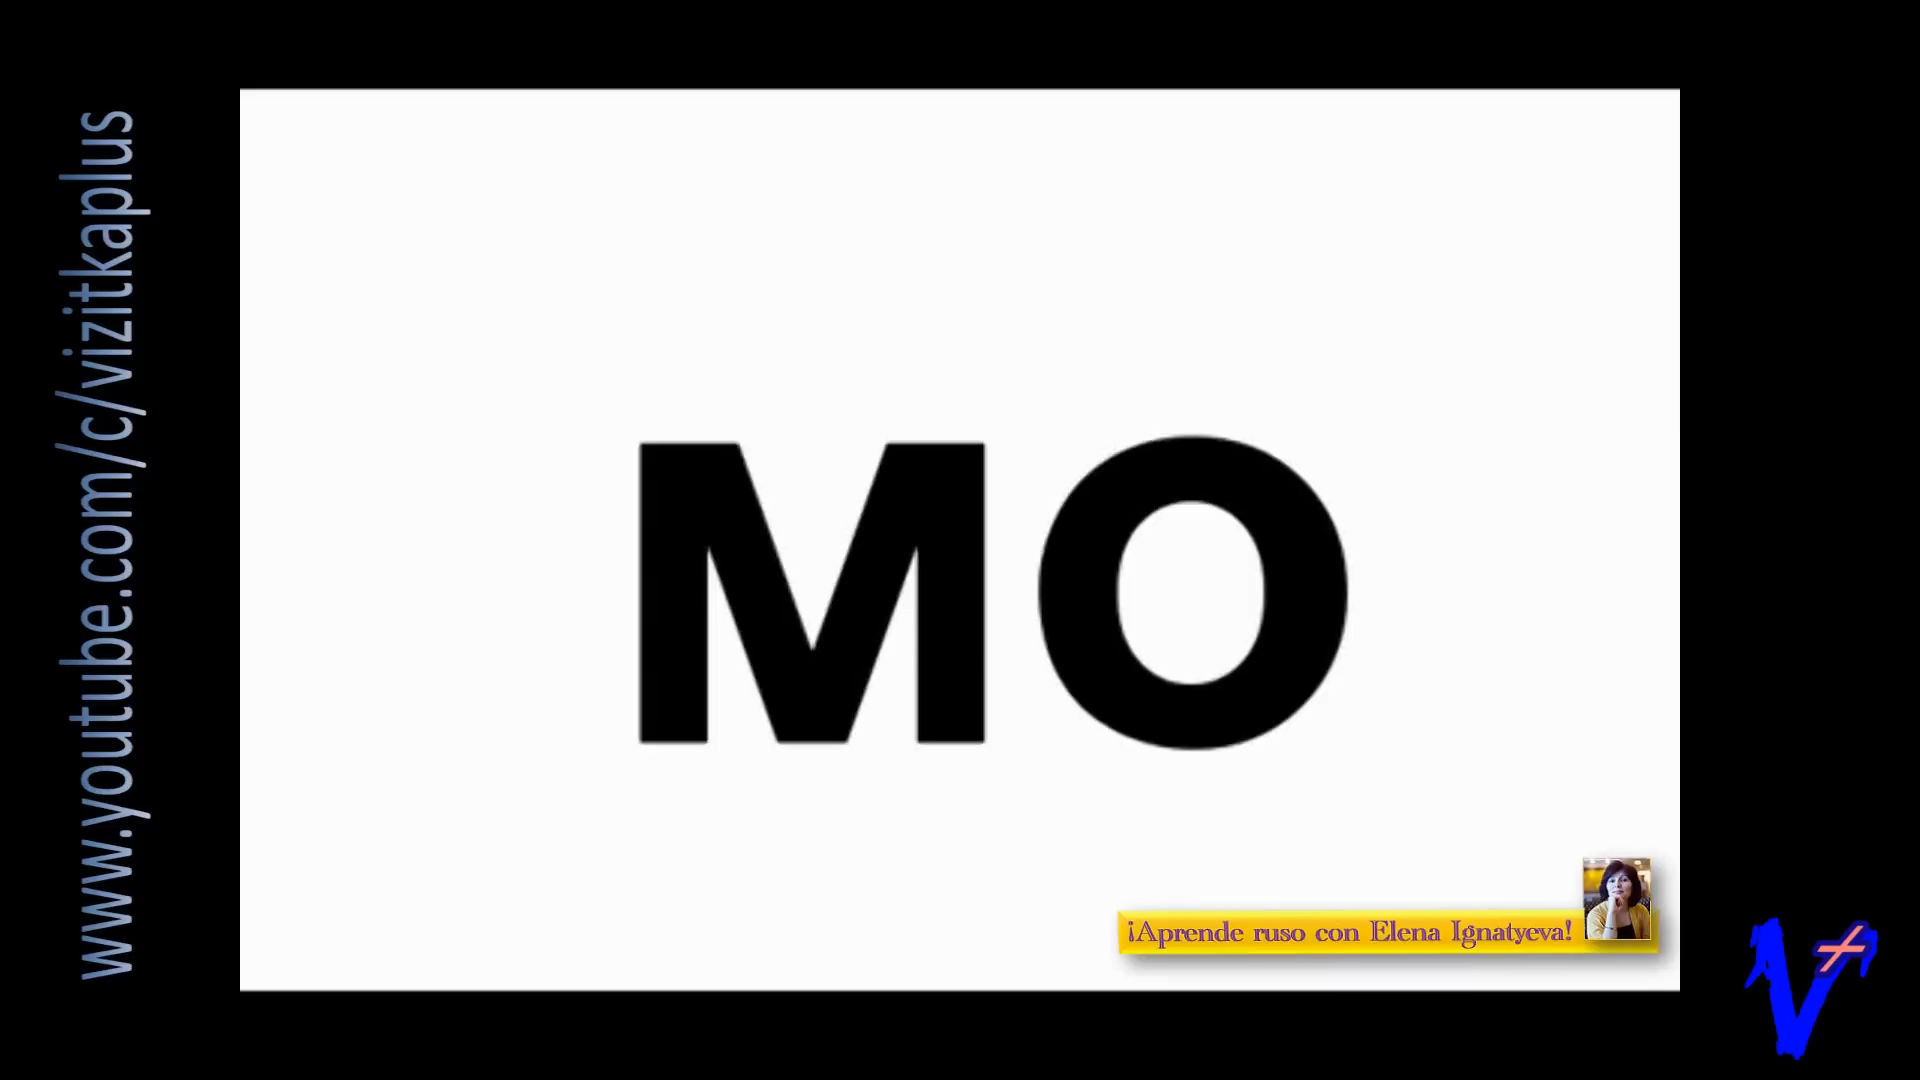 www.youtube.com/c/vizitkaplus
МО
¡Aprende ruso con Elena Ignatyeva!
V+